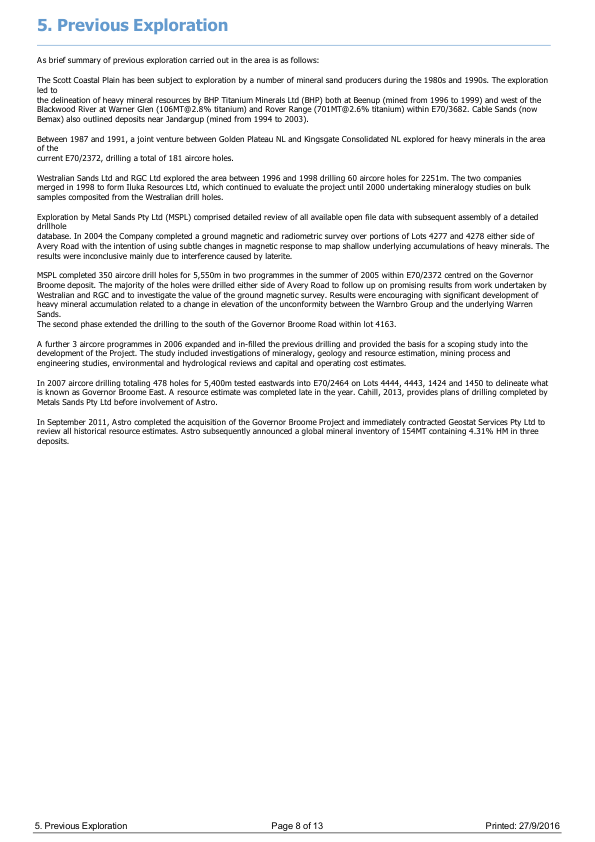 5. Previous Exploration
As brief summary of previous exploration carried out in the area is as follows:
The Scott Coastal Plain has been subject to exploration by a number of mineral sand producers during the 1980s and 1990s. The exploration
led to
the delineation of heavy mineral resources by BHP Titanium Minerals Ltd (BHP) both at Beenup (mined from 1996 to 1999) and west of the
Blackwood River at Warner Glen (106MT@2.8% titanium) and Rover Range (701MT@2.6% titanium) within E70/3682. Cable Sands (now
Bemax) also outlined deposits near Jandargup (mined from 1994 to 2003).
Between 1987 and 1991, a joint venture between Golden Plateau NL and Kingsgate Consolidated NL explored for heavy minerals in the area
of the
current E70/2372, drilling a total of 181 aircore holes.
Westralian Sands Ltd and RGC Ltd explored the area between 1996 and 1998 drilling 60 aircore holes for 2251m. The two companies
merged in 1998 to form Iluka Resources Ltd, which continued to evaluate the project until 2000 undertaking mineralogy studies on bulk
samples composited from the Westralian drill holes.
Exploration by Metal Sands Pty Ltd (MSPL) comprised detailed review of all available open file data with subsequent assembly of a detailed
drillhole
database. In 2004 the Company completed a ground magnetic and radiometric survey over portions of Lots 4277 and 4278 either side of
Avery Road with the intention of using subtle changes in magnetic response to map shallow underlying accumulations of heavy minerals. The
results were inconclusive mainly due to interference caused by laterite.
MSPL completed 350 aircore drill holes for 5,550m in two programmes in the summer of 2005 within E70/2372 centred on the Governor
Broome deposit. The majority of the holes were drilled either side of Avery Road to follow up on promising results from work undertaken by
Westralian and RGC and to investigate the value of the ground magnetic survey. Results were encouraging with significant development of
heavy mineral accumulation related to a change in elevation of the unconformity between the Warnbro Group and the underlying Warren
Sands.
The second phase extended the drilling to the south of the Governor Broome Road within lot 4163.
A further 3 aircore programmes in 2006 expanded and in-filled the previous drilling and provided the basis for a scoping study into the
development of the Project. The study included investigations of mineralogy, geology and resource estimation, mining process and
engineering studies, environmental and hydrological reviews and capital and operating cost estimates.
In 2007 aircore drilling totaling 478 holes for 5,400m tested eastwards into E70/2464 on Lots 4444, 4443, 1424 and 1450 to delineate what
is known as Governor Broome East. A resource estimate was completed late in the year. Cahill, 2013, provides plans of drilling completed by
Metals Sands Pty Ltd before involvement of Astro.
In September 2011, Astro completed the acquisition of the Governor Broome Project and immediately contracted Geostat Services Pty Ltd to
review all historical resource estimates. Astro subsequently announced a global mineral inventory of 154MT containing 4.31% HM in three
deposits.
5. Previous Exploration
Page 8 of 13
Printed: 27/9/2016